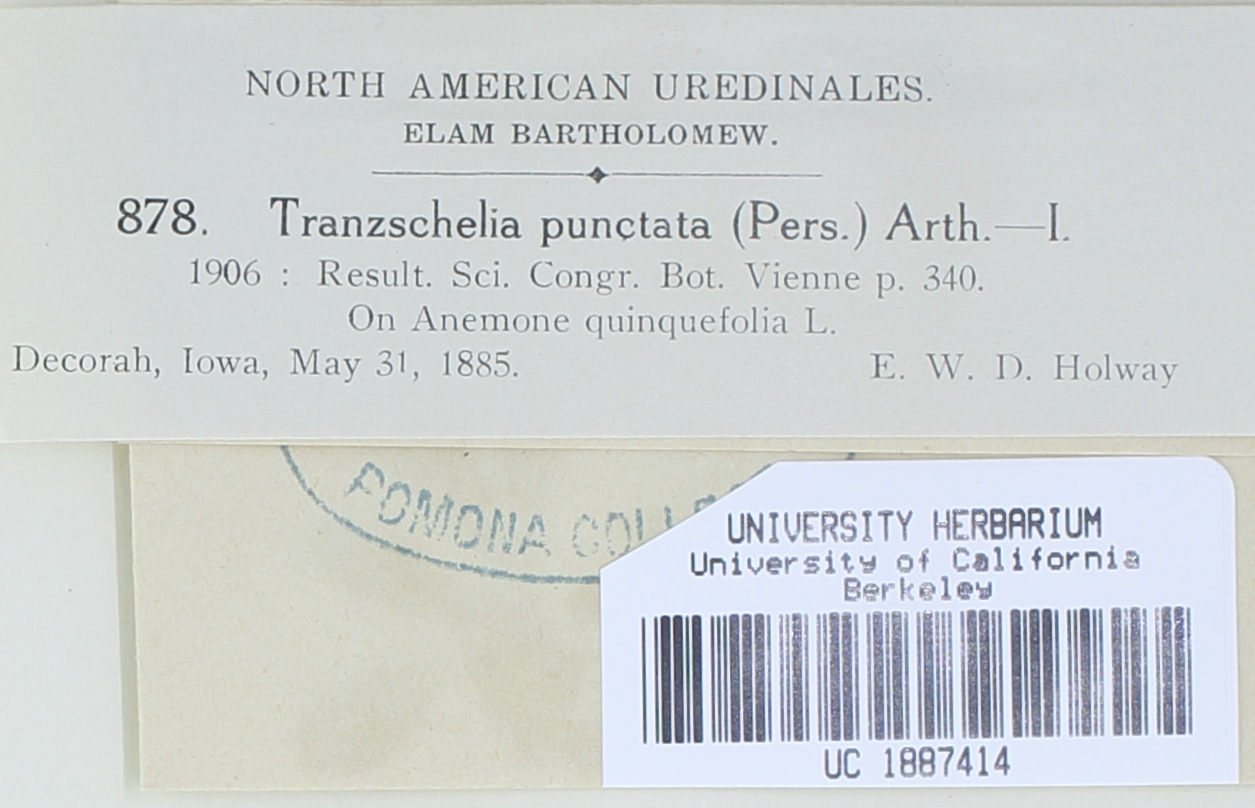 NORTH AMERICAN UREDINALES.
ELAM BARTHOLOMEW.
878. Tranzschelia punctata (Pers.) Arth.—I.
1906 : Result. Sci. Congr. Bot. Vienne p. 340.
On Anemone quinquefolia L.
Decorah, Iowa, May 31, 1885. E. W. D. Holway
POMONA
UNIVERSITY HERBARIUM
University of California
Berkeley
UC 1887414